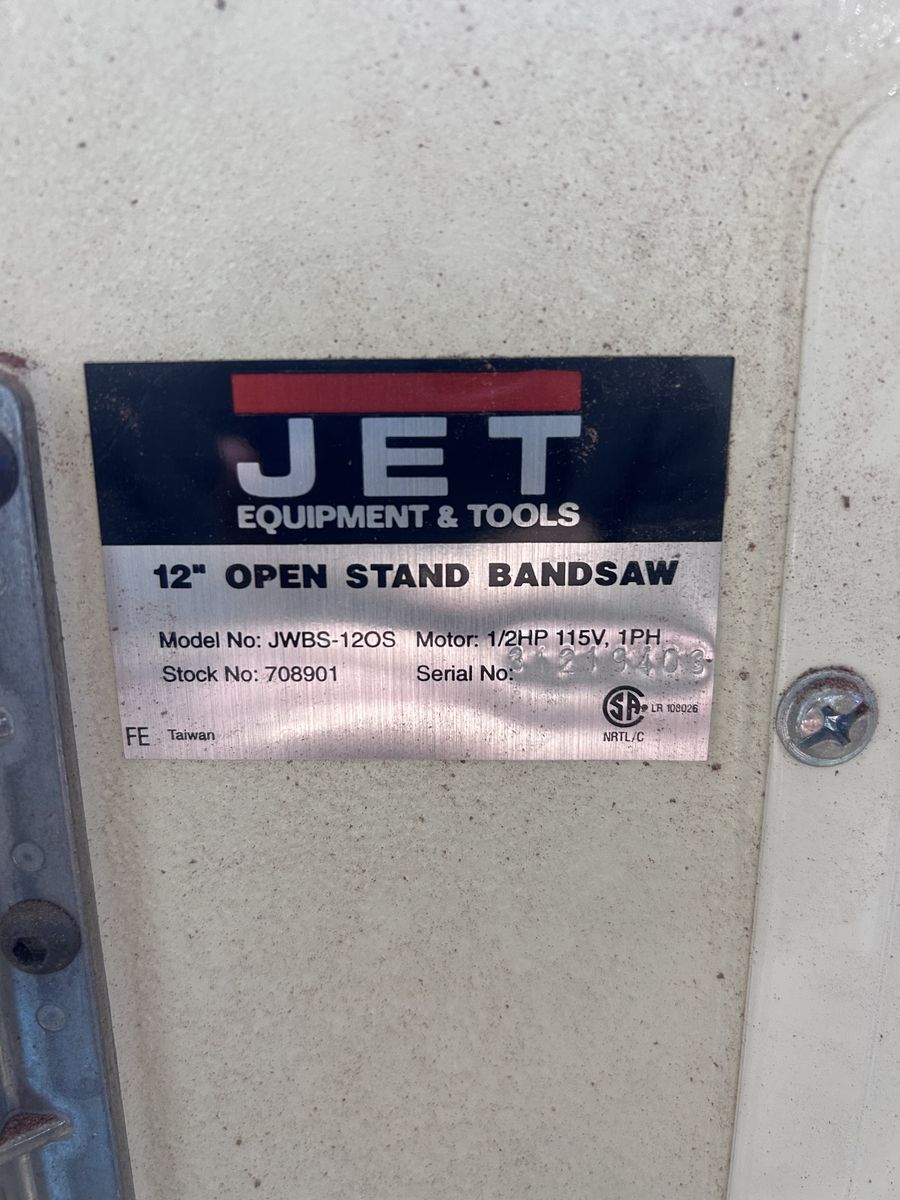 JET
EQUIPMENT & TOOLS
12" OPEN STAND BANDSAW
Model No: JWBS-12OS Motor: 1/2HP 115V, 1PH
Stock No: 708901 Serial No:
SA LR 108026
NRTL/C
FE Taiwan